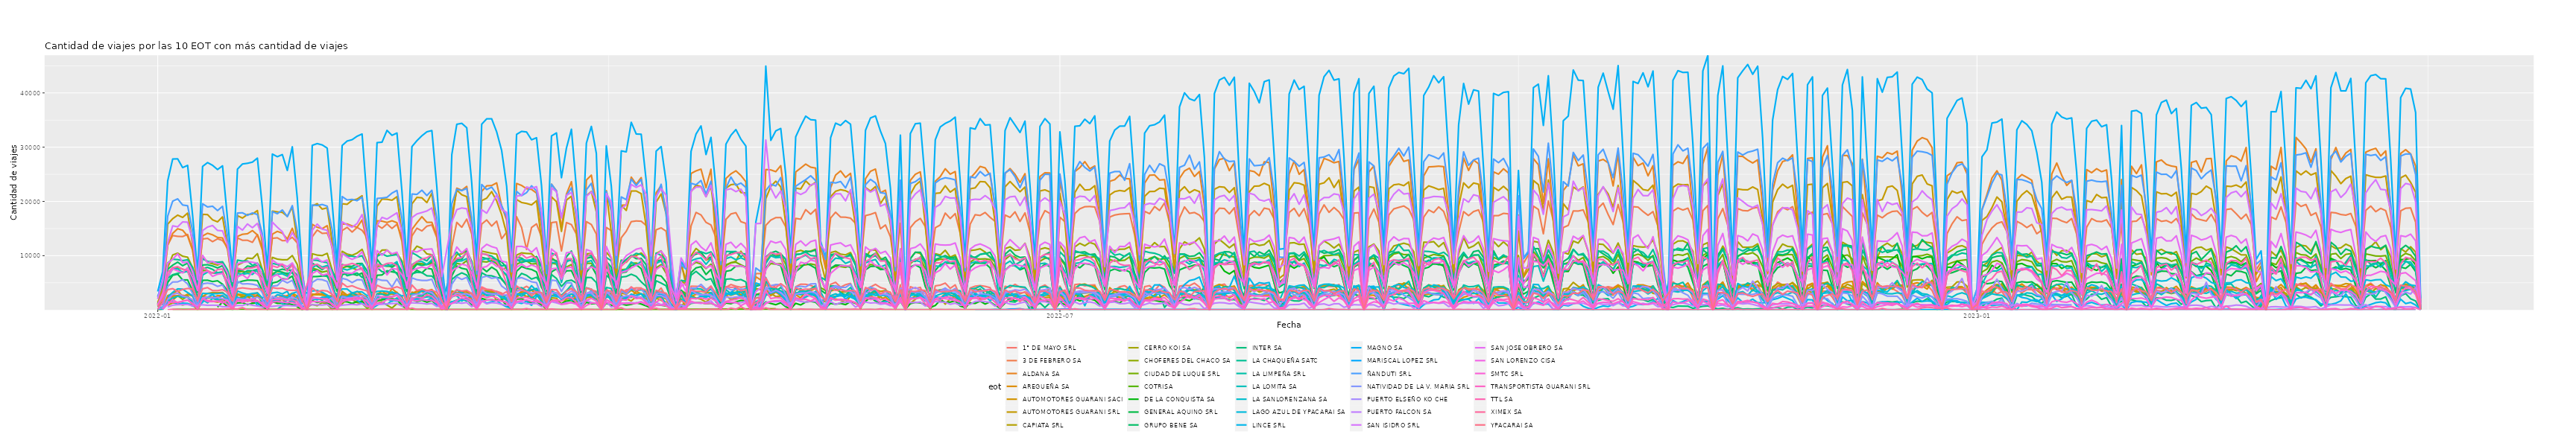 Cantidad de viajes por las 10 EOT con más cantidad de viajes
Cantidad de viajes
40000
30000
20000
10000
2022-01
2022-07
2023-01
Fecha
eot
1° DE MAYO SRL
3 DE FEBRERO SA
ALDANA SA
AREGUEÑA SA
AUTOMOTORES GUARANI SACI
AUTOMOTORES GUARANI SRL
CAPIATA SRL
CERRO KOI SA
CHOFERES DEL CHACO SA
CIUDAD DE LUQUE SRL
COTRISA
DE LA CONQUISTA SA
GENERAL AQUINO SRL
GRUPO BENE SA
INTER SA
LA CHAQUEÑA SATC
LA LIMPEÑA SRL
LA LOMITA SA
LA SANLORENZANA SA
LAGO AZUL DE YPACARAI SA
LINCE SRL
MAGNO SA
MARISCAL LOPEZ SRL
ÑANDUTI SRL
NATIVIDAD DE LA V. MARIA SRL
PUERTO ELSEÑO KO CHE
PUERTO FALCON SA
SAN ISIDRO SRL
SAN JOSE OBRERO SA
SAN LORENZO CISA
SMTC SRL
TRANSPORTISTA GUARANI SRL
TTL SA
XIMEX SA
YPACARAI SA